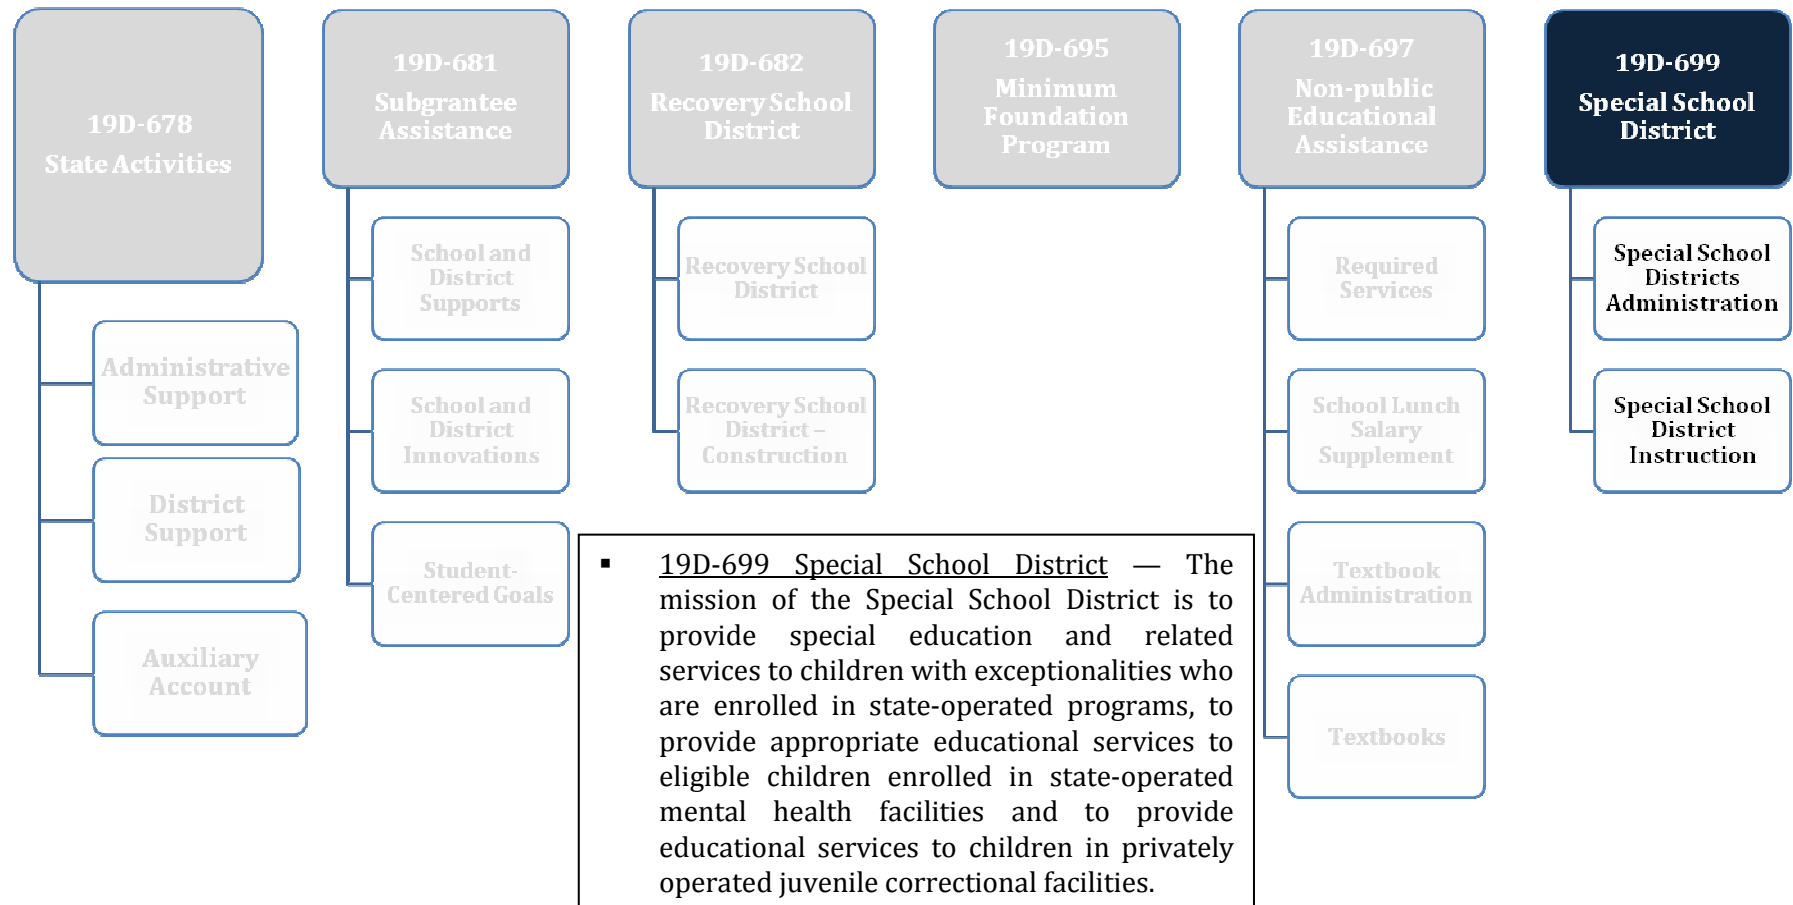 19D-678
State Activities
Administrative
Support
District
Support
Auxiliary
Account
19D-681
Subgrantee
Assistance
School and
District
Supports
School and
District
Innovations
Student-
Centered Goals
19D-682
Recovery School
District
Recovery School
District
Recovery School
District –
Construction
19D-695
Minimum
Foundation
Program
19D-697
Non-public
Educational
Assistance
Required
Services
School Lunch
Salary
Supplement
Textbook
Administration
Textbooks
19D-699
Special School
District
Special School
Districts
Administration
Special School
District
Instruction
▪ 19D-699 Special School District — The
mission of the Special School District is to
provide special education and related
services to children with exceptionalities who
are enrolled in state-operated programs, to
provide appropriate educational services to
eligible children enrolled in state-operated
mental health facilities and to provide
educational services to children in privately
operated juvenile correctional facilities.